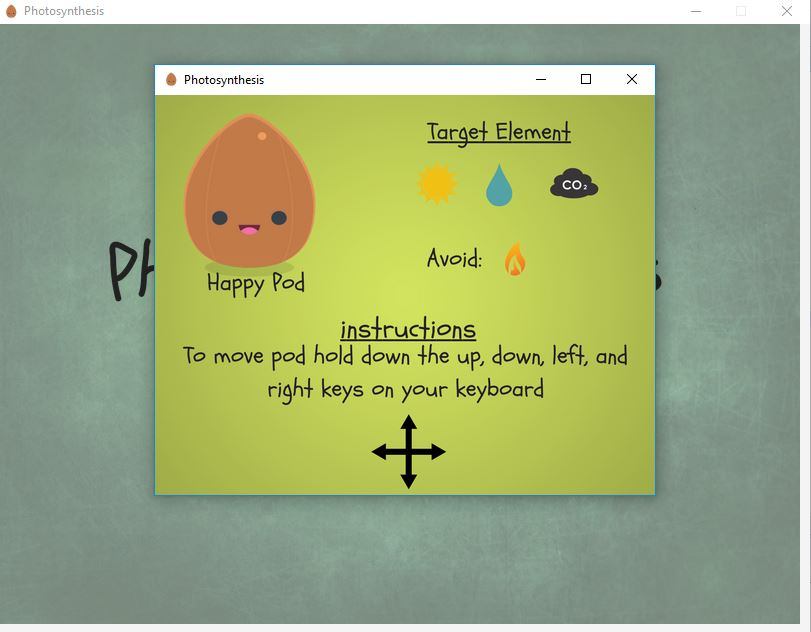 Photosynthesis
Photosynthesis
Target Element
CO₂
Avoid:
Happy Pod
instructions
To move pod hold down the up, down, left, and
right keys on your keyboard